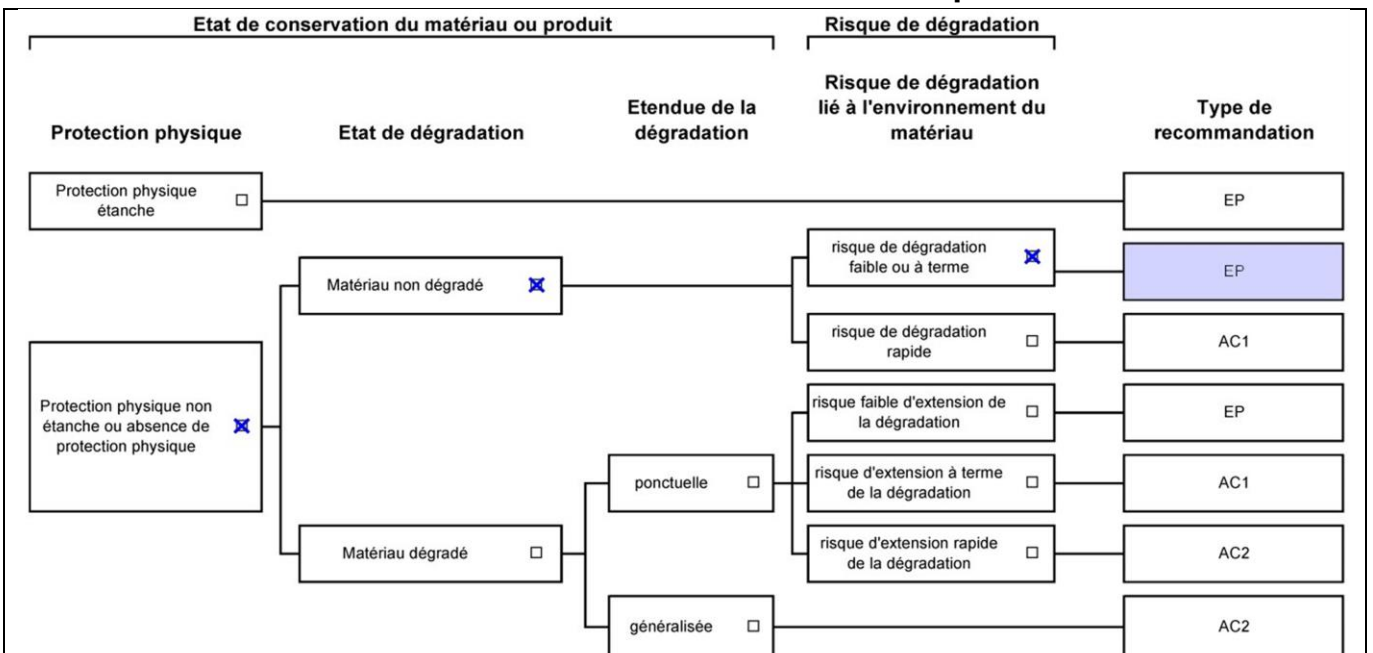 Etat de conservation du matériau ou produit
Risque de dégradation
Protection physique
Etat de dégradation
Etendue de la
dégradation
Risque de dégradation
lié à l'environnement du
matériau
Type de
recommandation
Protection physique
étanche
EP
risque de dégradation
faible ou à terme
EP
Matériau non dégradé
risque de dégradation
rapide
AC1
Protection physique non
étanche ou absence de
protection physique
risque faible d'extension de
la dégradation
EP
ponctuelle
risque d'extension à terme
de la dégradation
AC1
Matériau dégradé
risque d'extension rapide
de la dégradation
AC2
généralisée
AC2